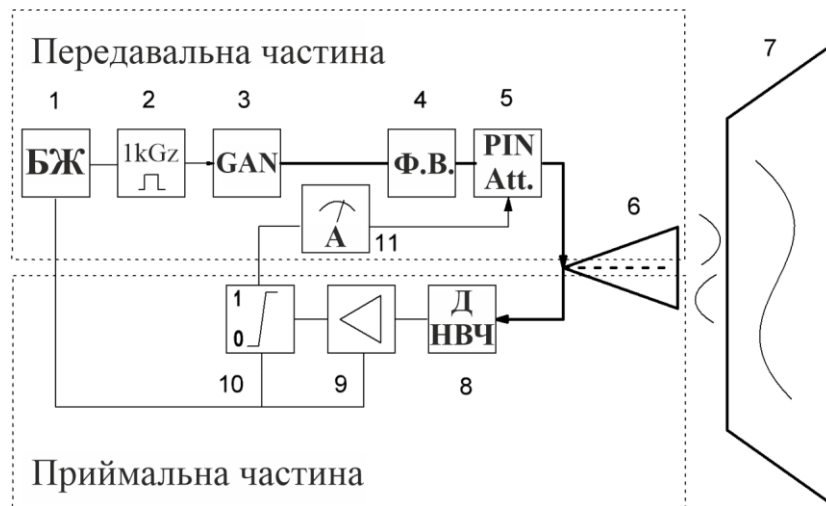 Передавальна частина
1
2
3
4
5
6
7
БЖ
1kGz
GAN
Ф.В.
PIN
Att.
А
11
1
0
10
9
Д
НВЧ
8
Приймальна частина